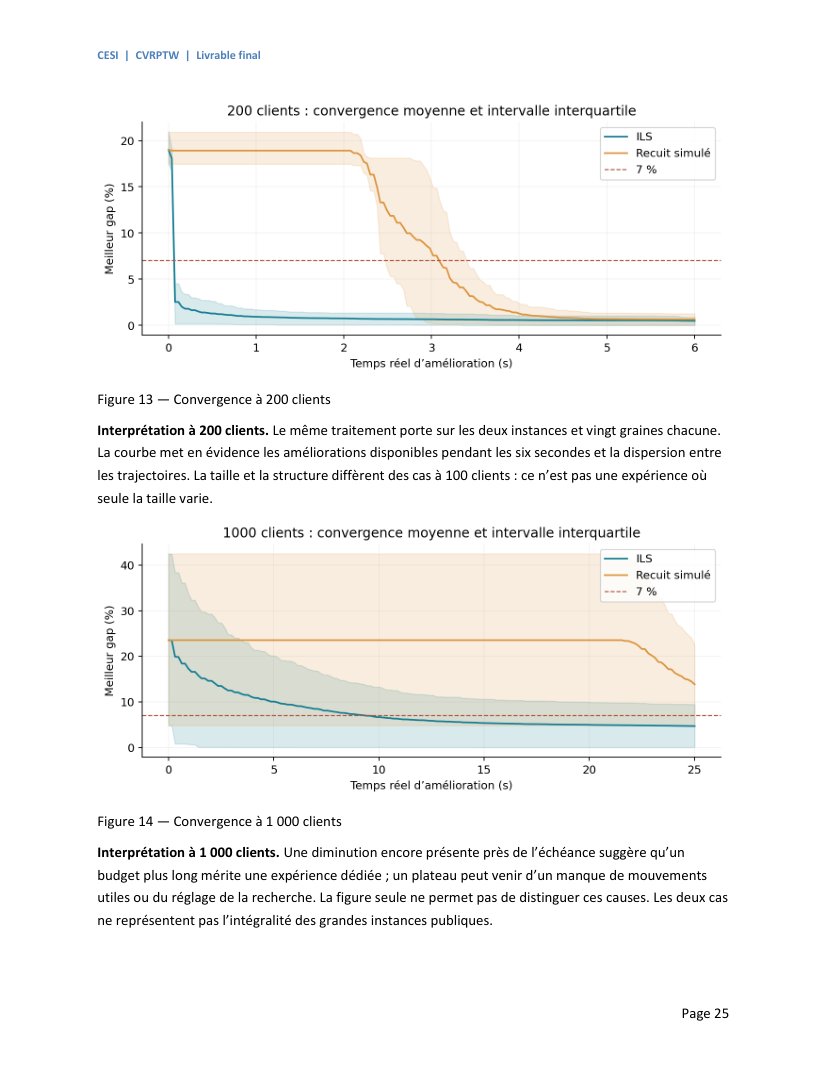 CESI | CVRPTW | Livrable final
200 clients : convergence moyenne et intervalle interquartile
ILS
Recuit simulé
7 %
Meilleur gap (%)
20
15
10
5
0
0 1 2 3 4 5 6
Temps réel d’amélioration (s)
Figure 13 — Convergence à 200 clients
Interprétation à 200 clients. Le même traitement porte sur les deux instances et vingt graines chacune.
La courbe met en évidence les améliorations disponibles pendant les six secondes et la dispersion entre
les trajectoires. La taille et la structure diffèrent des cas à 100 clients : ce n’est pas une expérience où
seule la taille varie.
1000 clients : convergence moyenne et intervalle interquartile
ILS
Recuit simulé
7 %
Meilleur gap (%)
40
30
20
10
0
0 5 10 15 20 25
Temps réel d’amélioration (s)
Figure 14 — Convergence à 1 000 clients
Interprétation à 1 000 clients. Une diminution encore présente près de l’échéance suggère qu’un
budget plus long mérite une expérience dédiée ; un plateau peut venir d’un manque de mouvements
utiles ou du réglage de la recherche. La figure seule ne permet pas de distinguer ces causes. Les deux cas
ne représentent pas l’intégralité des grandes instances publiques.
Page 25